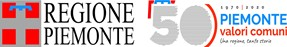 REGIONE
PIEMONTE
50
1970 | 2020
PIEMONTE
valori comuni
Una regione, tante storie